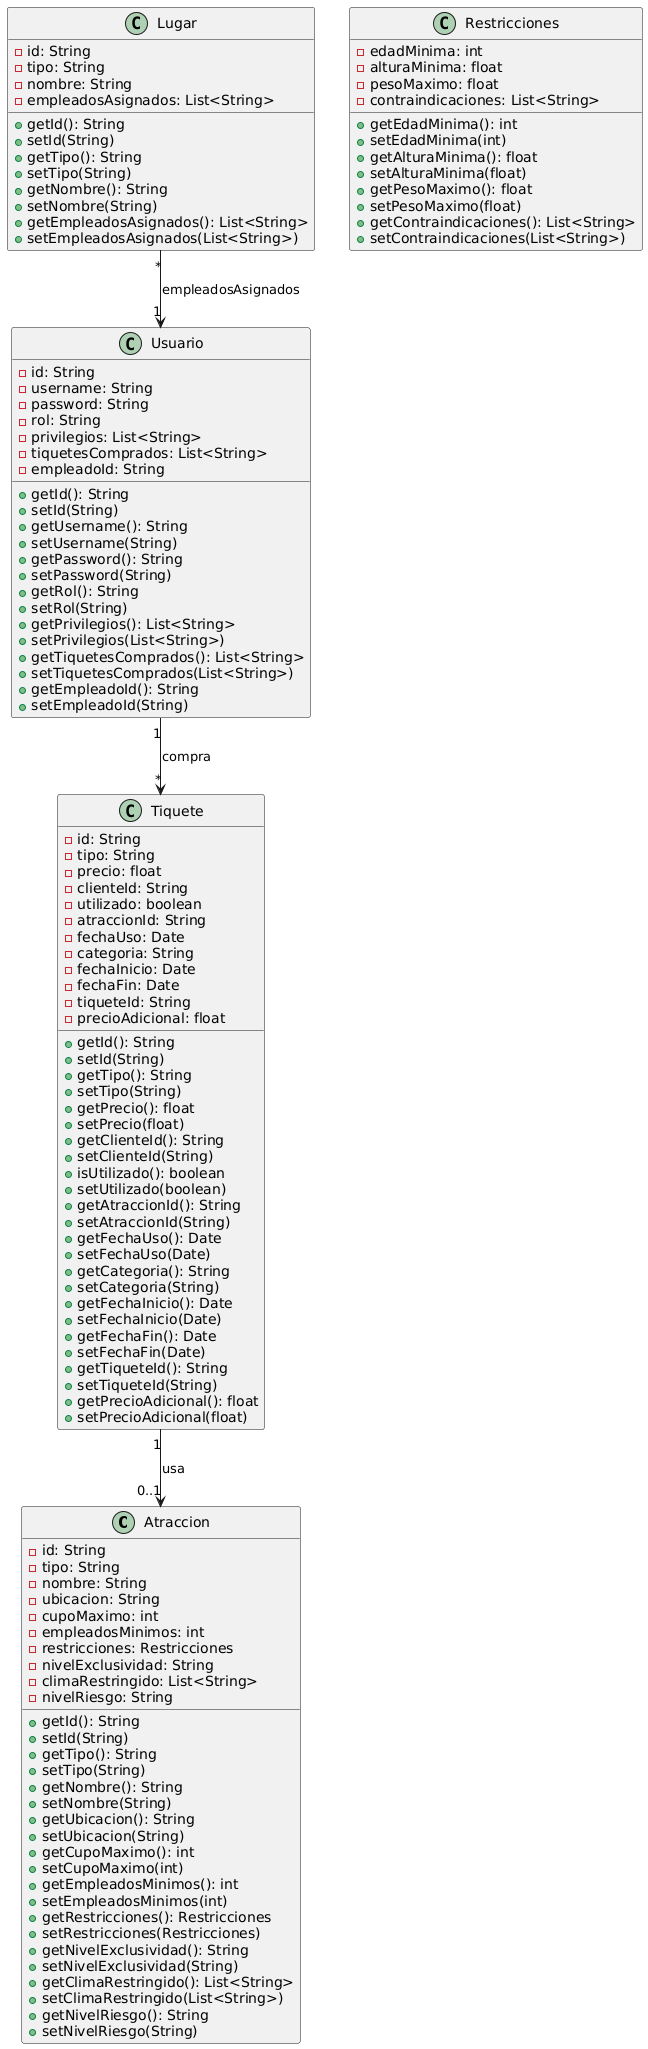 C Lugar
id: String
tipo: String
nombre: String
empleadosAsignados: List<String>
getId(): String
setId(String)
getTipo(): String
setTipo(String)
getNombre(): String
setNombre(String)
getEmpleadosAsignados(): List<String>
setEmpleadosAsignados(List<String>)
C Restricciones
edadMinima: int
alturaMinima: float
pesoMaximo: float
contraindicaciones: List<String>
getEdadMinima(): int
setEdadMinima(int)
getAlturaMinima(): float
setAlturaMinima(float)
getPesoMaximo(): float
setPesoMaximo(float)
getContraindicaciones(): List<String>
setContraindicaciones(List<String>)
*
empleadosAsignados
1
C Usuario
id: String
username: String
password: String
rol: String
privilegios: List<String>
tiquetesComprados: List<String>
empleadoId: String
getId(): String
setId(String)
getUsername(): String
setUsername(String)
getPassword(): String
setPassword(String)
getRol(): String
setRol(String)
getPrivilegios(): List<String>
setPrivilegios(List<String>)
getTiquetesComprados(): List<String>
setTiquetesComprados(List<String>)
getEmpleadoId(): String
setEmpleadoId(String)
1
compra
*
C Tiquete
id: String
tipo: String
precio: float
clienteId: String
utilizado: boolean
atraccionId: String
fechaUso: Date
categoria: String
fechaInicio: Date
fechaFin: Date
tiqueteId: String
precioAdicional: float
getId(): String
setId(String)
getTipo(): String
setTipo(String)
getPrecio(): float
setPrecio(float)
getClienteId(): String
setClienteId(String)
isUtilizado(): boolean
setUtilizado(boolean)
getAtraccionId(): String
setAtraccionId(String)
getFechaUso(): Date
setFechaUso(Date)
getCategoria(): String
setCategoria(String)
getFechaInicio(): Date
setFechaInicio(Date)
getFechaFin(): Date
setFechaFin(Date)
getTiqueteId(): String
setTiqueteId(String)
getPrecioAdicional(): float
setPrecioAdicional(float)
1
usa
0..1
C Atraccion
id: String
tipo: String
nombre: String
ubicacion: String
cupoMaximo: int
empleadosMinimos: int
restricciones: Restricciones
nivelExclusividad: String
climaRestringido: List<String>
nivelRiesgo: String
getId(): String
setId(String)
getTipo(): String
setTipo(String)
getNombre(): String
setNombre(String)
getUbicacion(): String
setUbicacion(String)
getCupoMaximo(): int
setCupoMaximo(int)
getEmpleadosMinimos(): int
setEmpleadosMinimos(int)
getRestricciones(): Restricciones
setRestricciones(Restricciones)
getNivelExclusividad(): String
setNivelExclusividad(String)
getClimaRestringido(): List<String>
setClimaRestringido(List<String>)
getNivelRiesgo(): String
setNivelRiesgo(String)